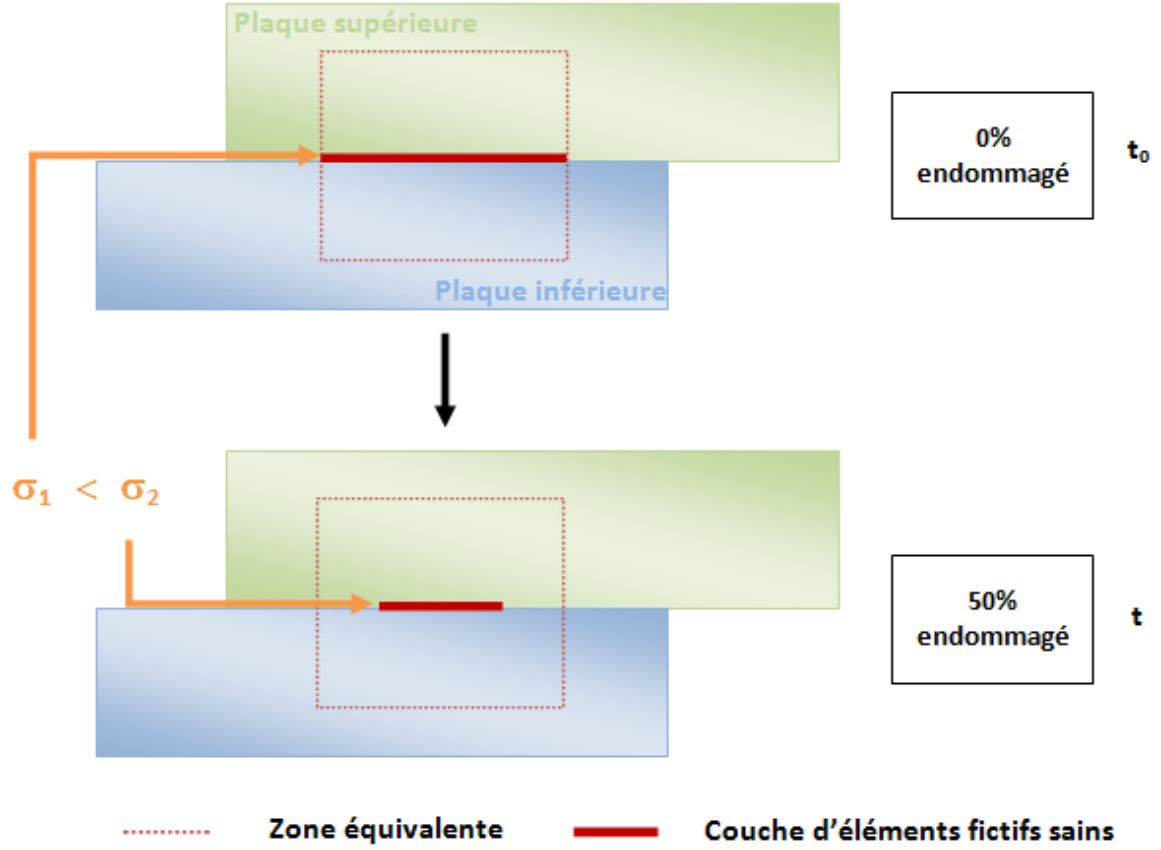 Plaque supérieure
0%
endommagé
t₀
Plaque inférieure
σ₁ < σ₂
50%
endommagé
t
Zone équivalente
Couche d'éléments fictifs sains